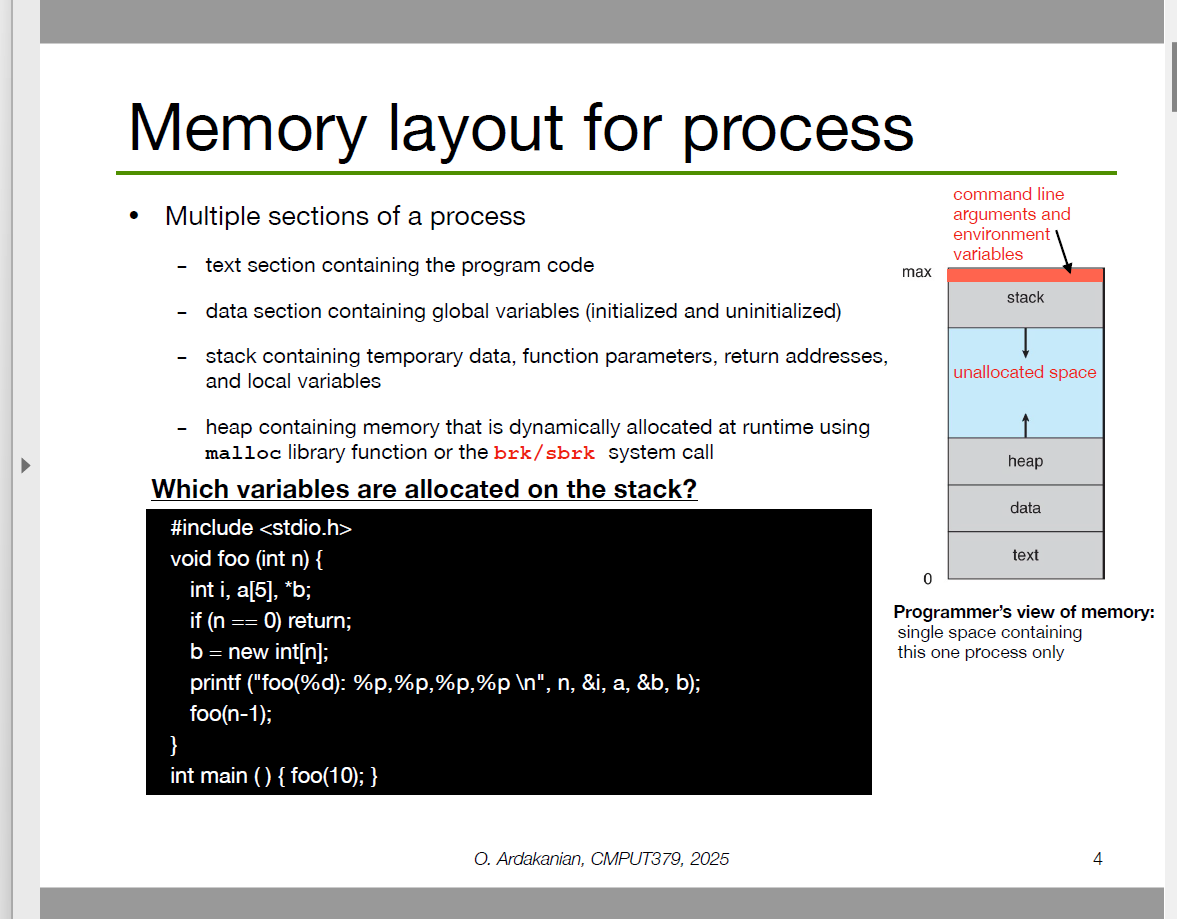 Memory layout for process
• Multiple sections of a process
– text section containing the program code
– data section containing global variables (initialized and uninitialized)
– stack containing temporary data, function parameters, return addresses,
and local variables
– heap containing memory that is dynamically allocated at runtime using
malloc library function or the brk/sbrk system call
Which variables are allocated on the stack?
#include <stdio.h>
void foo (int n) {
int i, a[5], *b;
if (n == 0) return;
b = new int[n];
printf ("foo(%d): %p,%p,%p,%p \n", n, &i, a, &b, b);
foo(n-1);
}
int main ( ) { foo(10); }
command line
arguments and
environment
variables
max
stack
unallocated space
heap
data
text
0
Programmer's view of memory:
single space containing
this one process only
O. Ardakanian, CMPUT379, 2025
4